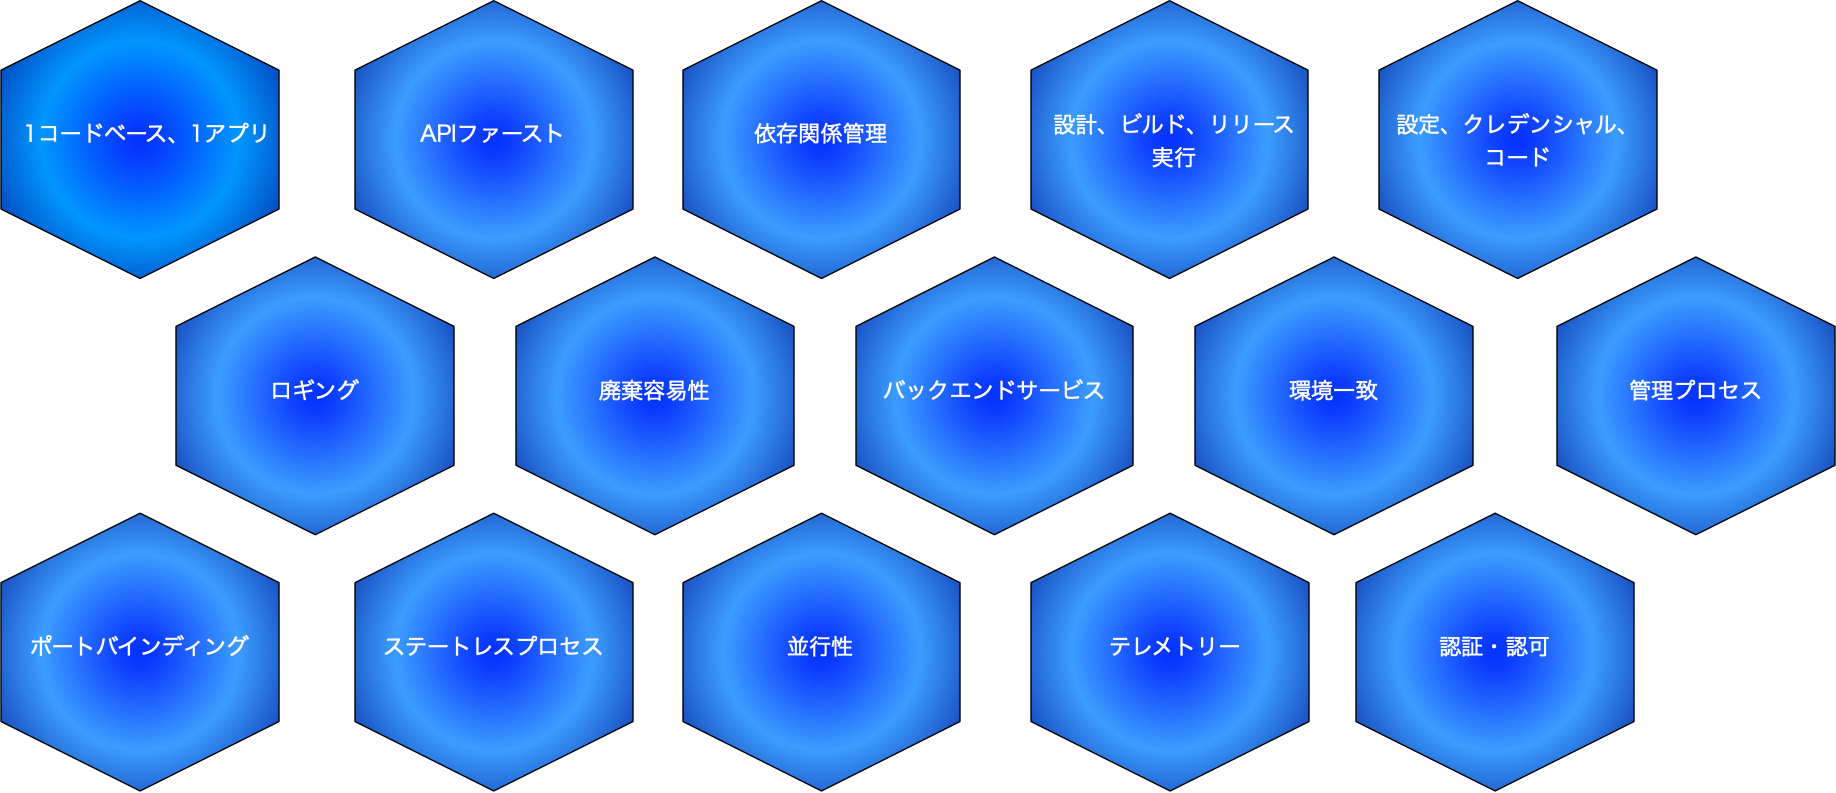 1コードベース、1アプリ
APIファースト
依存関係管理
設計、ビルド、リリース
実行
設定、クレデンシャル、
コード
ロギング
廃棄容易性
バックエンドサービス
環境一致
管理プロセス
ポートバインディング
ステートレスプロセス
並行性
テレメトリー
認証・認可